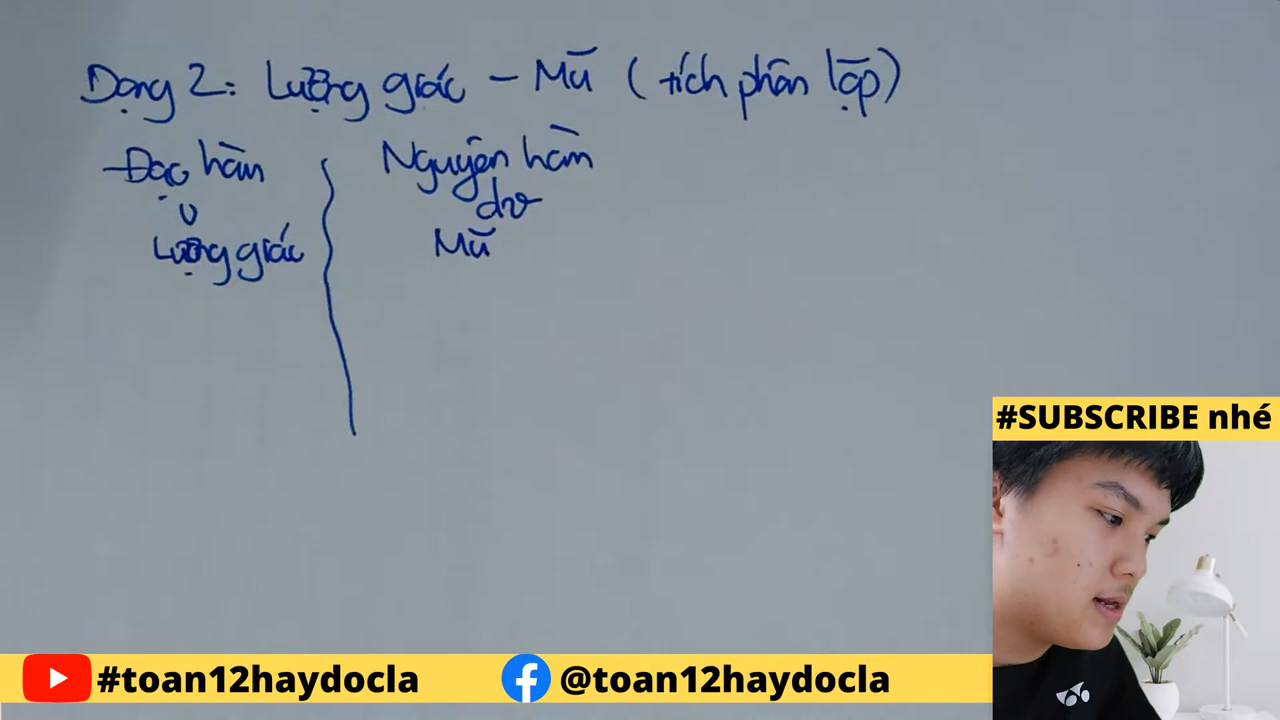 Dạng 2: Lượng giác - Mũ (tích phân lặp)
Đạo hàm
Nguyên hàm
u
dv
Lượng giác
Mũ
#SUBSCRIBE nhé
#toan12haydocla
@toan12haydocla